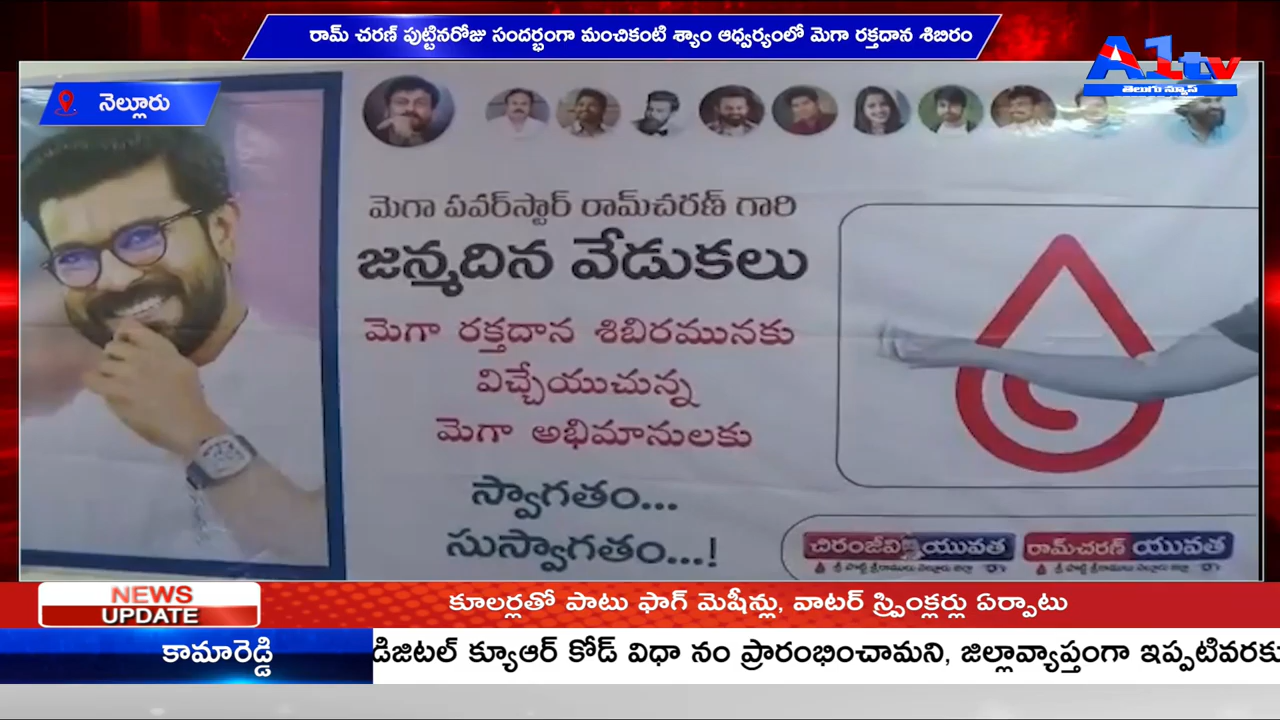 రామ్ చరణ్ పుట్టినరోజు సందర్భంగా మంచికంటి శ్యాం ఆధ్వర్యంలో మెగా రక్తదాన శిబిరం
A1tv
తెలుగు న్యూస్
నెల్లూరు
మెగా పవర్‌స్టార్ రామ్‌చరణ్ గారి
జన్మదిన వేడుకలు
మెగా రక్తదాన శిబిరమునకు
విచ్చేయుచున్న
మెగా అభిమానులకు
స్వాగతం...
సుస్వాగతం...!
చిరంజీవి యువత రామ్‌చరణ్ యువత
శ్రీ పొట్టి శ్రీరాములు నెల్లూరు జిల్లా శ్రీ పొట్టి శ్రీరాములు నెల్లూరు జిల్లా
NEWS
UPDATE
కూలర్లతో పాటు ఫాగ్ మెషీన్లు, వాటర్ స్ప్రింక్లర్లు ఏర్పాటు
కామారెడ్డి
డిజిటల్ క్యూఆర్ కోడ్ విధా నం ప్రారంభించామని, జిల్లావ్యాప్తంగా ఇప్పటివరకు